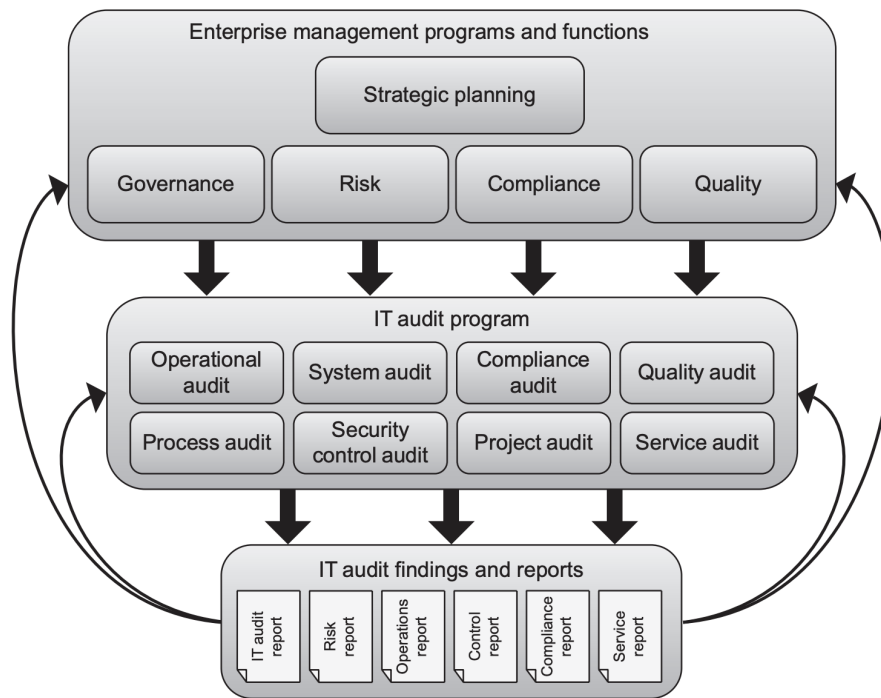 Enterprise management programs and functions
Strategic planning
Governance
Risk
Compliance
Quality
IT audit program
Operational
audit
System audit
Compliance
audit
Quality audit
Process audit
Security
control audit
Project audit
Service audit
IT audit findings and reports
IT audit
report
Risk
report
Operations
report
Control
report
Compliance
report
Service
report